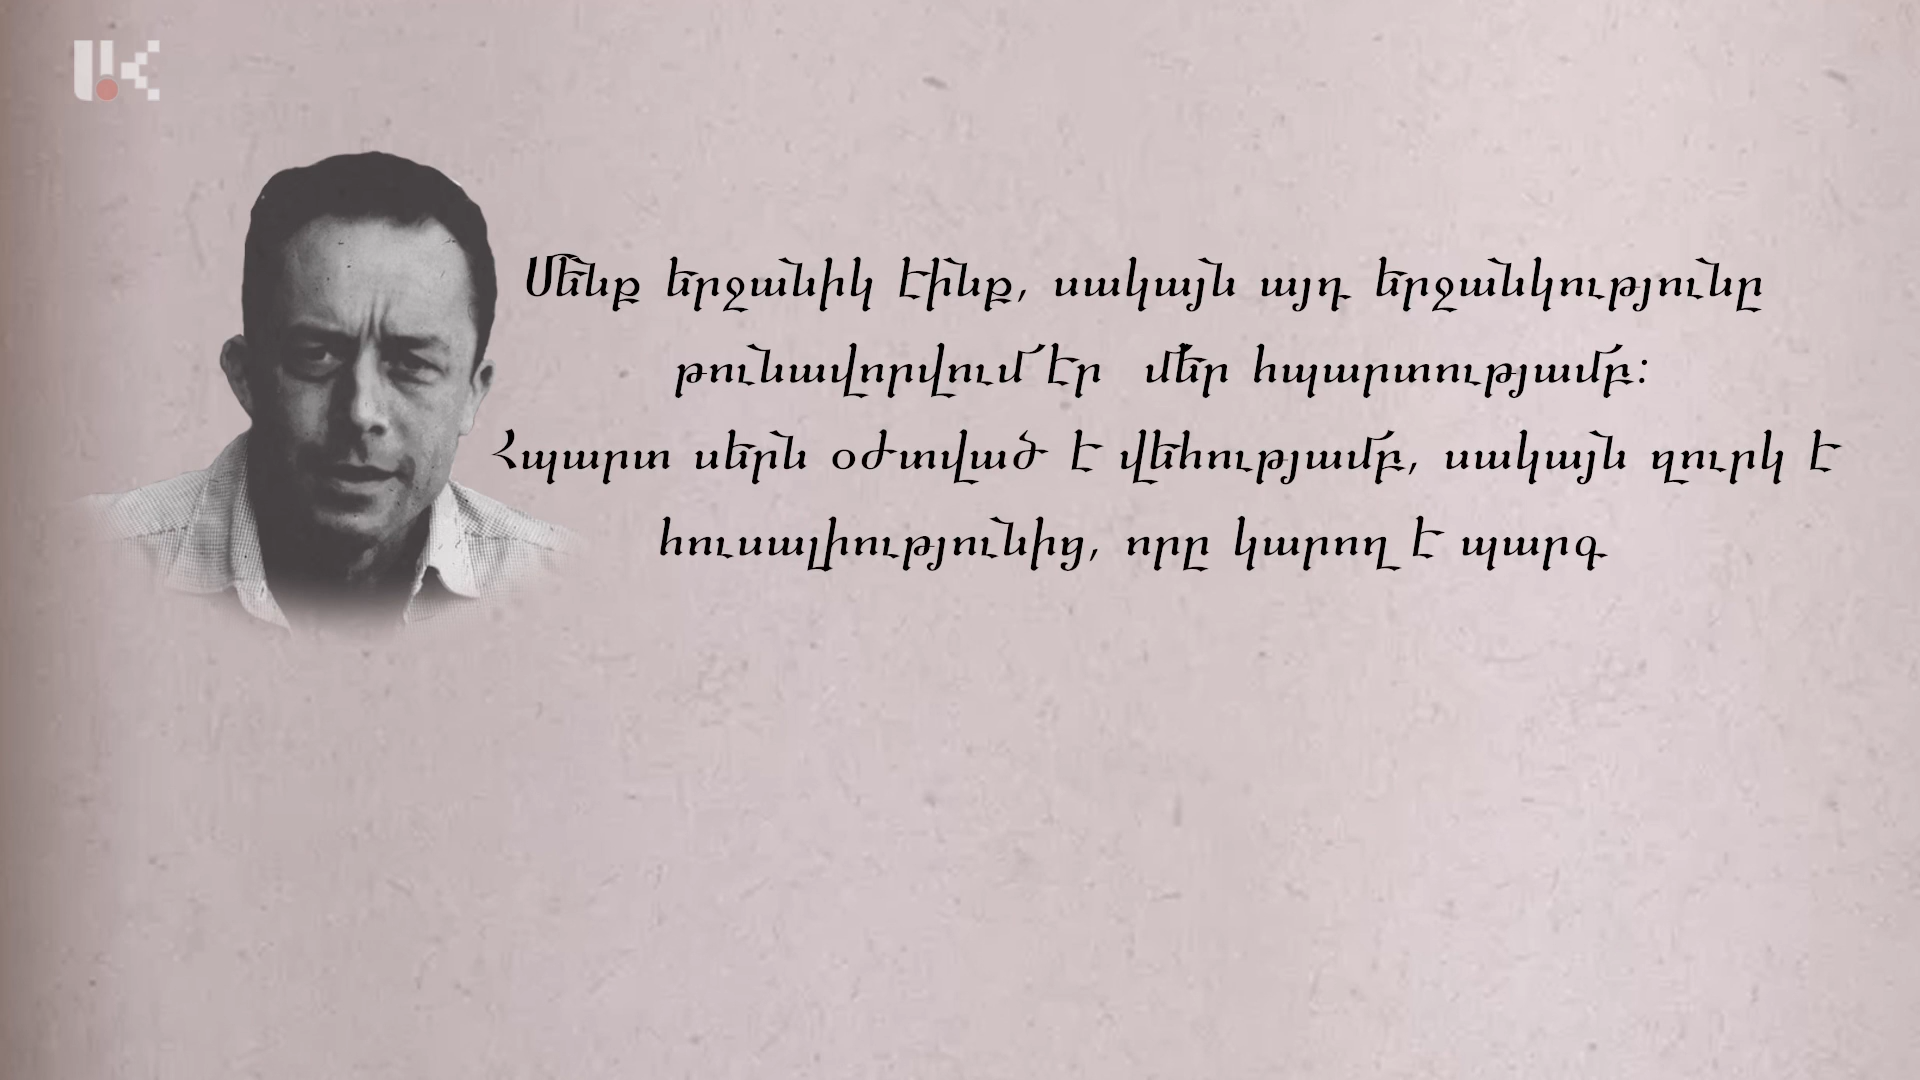 Մենք երջանիկ էինք, սակայն այդ երջանկությունը
թունավորվում էր մեր հպարտությամբ:
Հպարտ սերն օժտված է վեհությամբ, սակայն զուրկ է
հուսալիությունից, որը կարող է պարգ